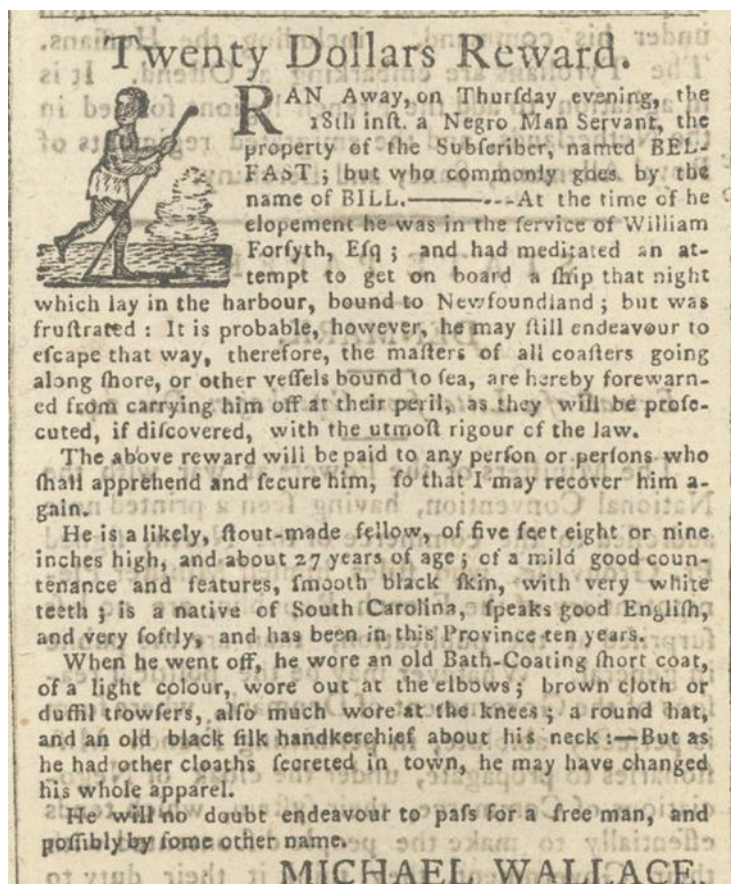 Twenty Dollars Reward.
RAN Away, on Thurſday evening, the
18th inſt. a Negro Man Servant, the
property of the Subſcriber, named BEL-
FAST ; but who commonly goes by the
name of BILL.———---At the time of he
elopement he was in the ſervice of William
Forſyth, Eſq ; and had meditated an at-
tempt to get on board a ſhip that night
which lay in the harbour, bound to Newfoundland ; but was
fruſtrated : It is probable, however, he may ſtill endeavour to
eſcape that way, therefore, the maſters of all coaſters going
along ſhore, or other veſſels bound to ſea, are hereby forewarn-
ed from carrying him off at their peril, as they will be proſe-
cuted, if diſcovered, with the utmoſt rigour of the law.
The above reward will be paid to any perſon or perſons who
ſhall apprehend and ſecure him, ſo that I may recover him a-
gain.
He is a likely, ſtout-made fellow, of five feet eight or nine
inches high, and about 27 years of age ; of a mild good coun-
tenance and features, ſmooth black ſkin, with very white
teeth ; is a native of South Carolina, ſpeaks good Engliſh,
and very ſoftly, and has been in this Province ten years.
When he went off, he wore an old Bath-Coating ſhort coat,
of a light colour, wore out at the elbows ; brown cloth or
duffil trowſers, alſo much wore at the knees ; a round hat,
and an old black ſilk handkerchief about his neck :—But as
he had other cloaths ſecreted in town, he may have changed
his whole apparel.
He will no doubt endeavour to paſs for a free man, and
poſſibly by ſome other name.
MICHAEL WALLACE.